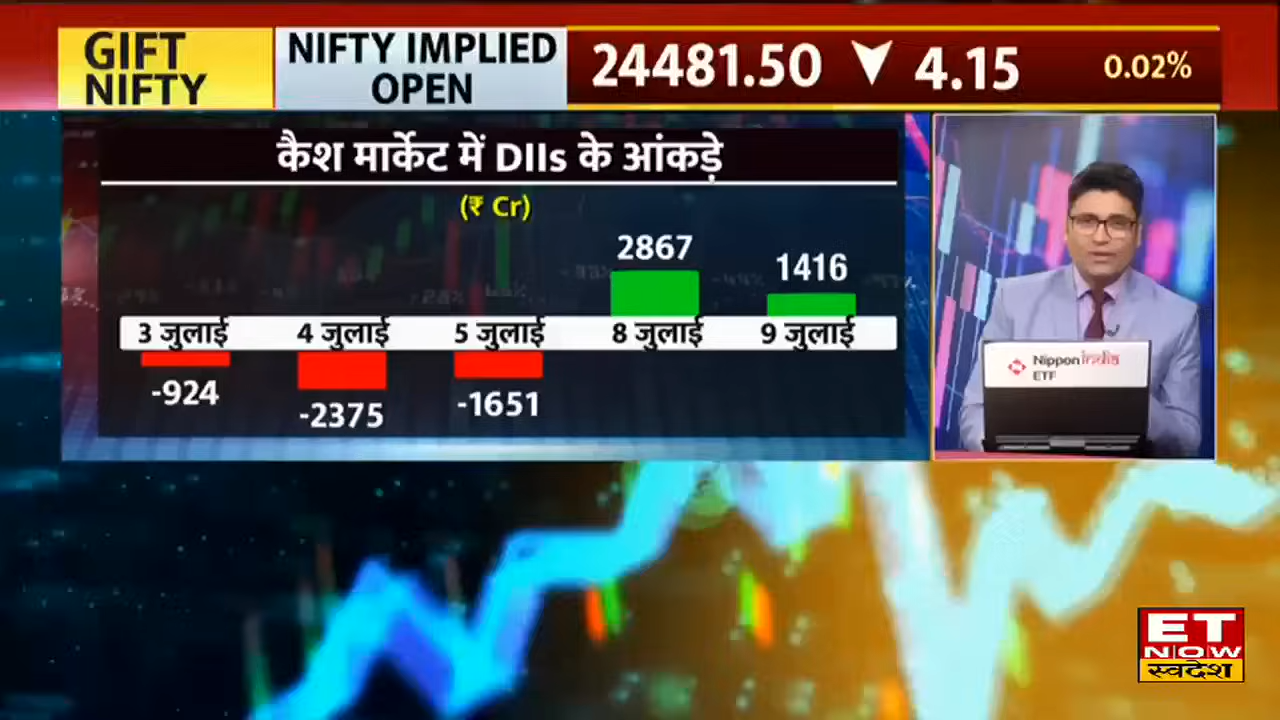 GIFT
NIFTY
NIFTY IMPLIED
OPEN
24481.50 ▼ 4.15 0.02%
कैश मार्केट में DIIs के आंकड़े
(₹ Cr)
2867
1416
3 जुलाई
4 जुलाई
5 जुलाई
8 जुलाई
9 जुलाई
-924
-2375
-1651
Nippon india
ETF
ET
NOW
स्वदेश